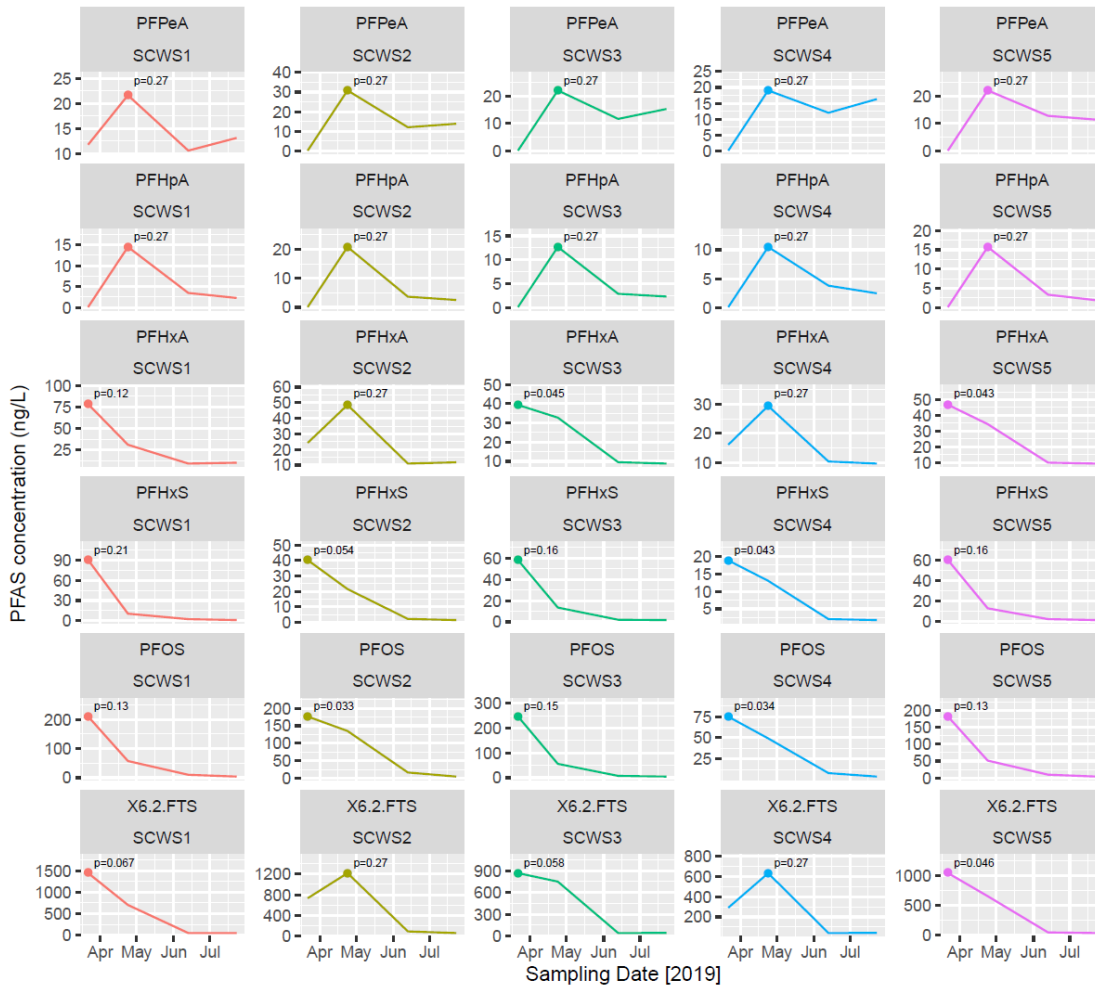 PFPeA PFPeA PFPeA PFPeA PFPeA
SCWS1 SCWS2 SCWS3 SCWS4 SCWS5
p=0.27 p=0.27 p=0.27 p=0.27 p=0.27
25 20 15 10
40 30 20 10 0
20 10 0
25 20 15 10 5 0
20 10 0
PFHpA PFHpA PFHpA PFHpA PFHpA
SCWS1 SCWS2 SCWS3 SCWS4 SCWS5
p=0.27 p=0.27 p=0.27 p=0.27 p=0.27
15 10 5 0
20 10 0
15 10 5 0
10 5 0
20 15 10 5 0
PFHxA PFHxA PFHxA PFHxA PFHxA
SCWS1 SCWS2 SCWS3 SCWS4 SCWS5
p=0.12 p=0.27 p=0.045 p=0.27 p=0.043
100 75 50 25
60 50 40 30 20 10
50 40 30 20 10
30 20 10
50 40 30 20 10
PFAS concentration (ng/L)
PFHxS PFHxS PFHxS PFHxS PFHxS
SCWS1 SCWS2 SCWS3 SCWS4 SCWS5
p=0.21 p=0.054 p=0.16 p=0.043 p=0.16
90 60 30 0
50 40 30 20 10 0
60 40 20 0
20 15 10 5
60 40 20 0
PFOS PFOS PFOS PFOS PFOS
SCWS1 SCWS2 SCWS3 SCWS4 SCWS5
p=0.13 p=0.033 p=0.15 p=0.034 p=0.13
200 100 0
200 150 100 50 0
300 200 100 0
75 50 25
200 150 100 50 0
X6.2.FTS X6.2.FTS X6.2.FTS X6.2.FTS X6.2.FTS
SCWS1 SCWS2 SCWS3 SCWS4 SCWS5
p=0.067 p=0.27 p=0.058 p=0.27 p=0.046
1500 1000 500 0
1200 800 400 0
900 600 300 0
800 600 400 200
1000 500 0
Apr May Jun Jul Apr May Jun Jul Apr May Jun Jul Apr May Jun Jul Apr May Jun Jul
Sampling Date [2019]